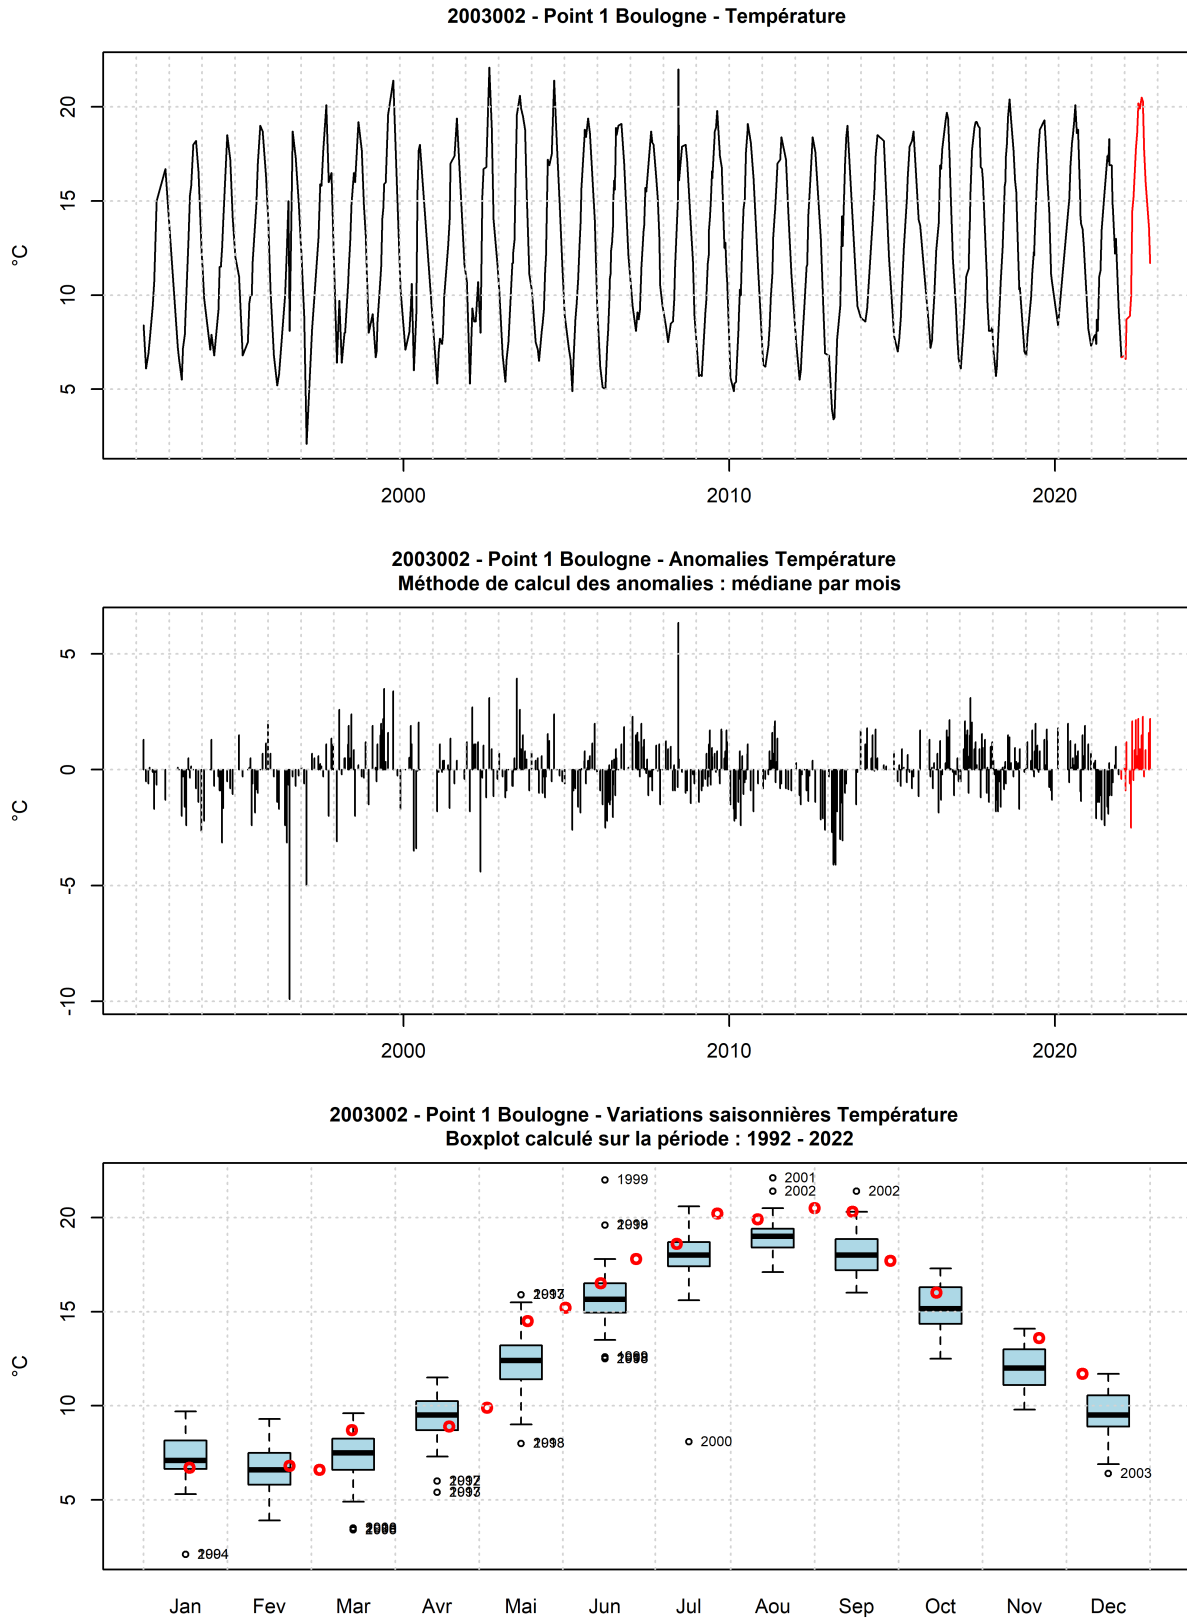 2003002 - Point 1 Boulogne - Température
20
15
10
5
°C
2000 2010 2020
2003002 - Point 1 Boulogne - Anomalies Température
Méthode de calcul des anomalies : médiane par mois
5
0
-5
-10
°C
2000 2010 2020
2003002 - Point 1 Boulogne - Variations saisonnières Température
Boxplot calculé sur la période : 1992 - 2022
1999
2001
2002
2002
20
15
10
5
°C
2000
2003
Jan Fev Mar Avr Mai Jun Jul Aou Sep Oct Nov Dec